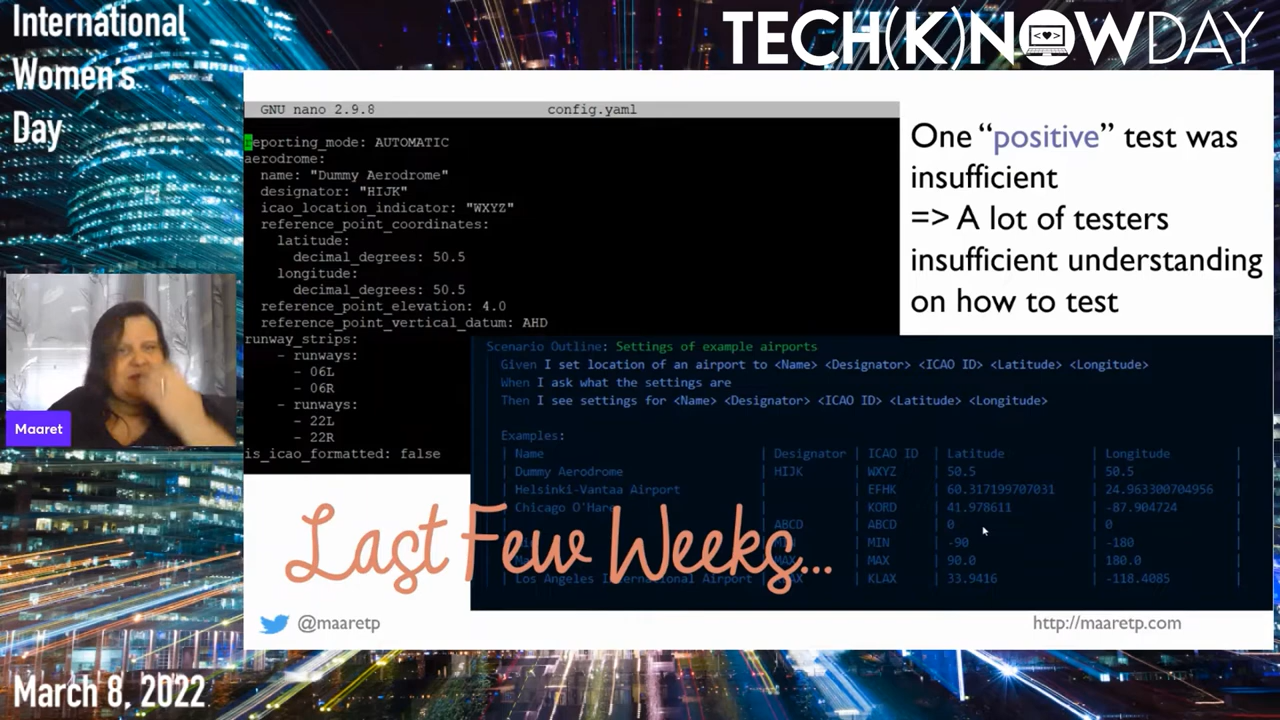 International
Women's
Day
TECH(K)NOWDAY
GNU nano 2.9.8 config.yaml
eporting_mode: AUTOMATIC
aerodrome:
name: "Dummy Aerodrome"
designator: "HIJK"
icao_location_indicator: "WXYZ"
reference_point_coordinates:
latitude:
decimal_degrees: 50.5
longitude:
decimal_degrees: 50.5
reference_point_elevation: 4.0
reference_point_vertical_datum: AHD
runway_strips:
- runways:
- 06L
- 06R
- runways:
- 22L
- 22R
is_icao_formatted: false
One “positive” test was
insufficient
=> A lot of testers
insufficient understanding
on how to test
Scenario Outline: Settings of example airports
Given I set location of an airport to <Name> <Designator> <ICAO ID> <Latitude> <Longitude>
When I ask what the settings are
Then I see settings for <Name> <Designator> <ICAO ID> <Latitude> <Longitude>
Examples:
| Name | Designator | ICAO ID | Latitude | Longitude |
| Dummy Aerodrome | HIJK | WXYZ | 50.5 | 50.5 |
| Helsinki-Vantaa Airport | | EFHK | 60.317199707031 | 24.963300704956 |
| Chicago O'Hare | | KORD | 41.978611 | -87.904724 |
| | ABCD | ABCD | 0 | 0 |
| | | MIN | -90 | -180 |
| | MAX | MAX | 90.0 | 180.0 |
| Los Angeles International Airport | | KLAX | 33.9416 | -118.4085 |
Last Few Weeks...
Maaret
@maaretp
http://maaretp.com
March 8, 2022